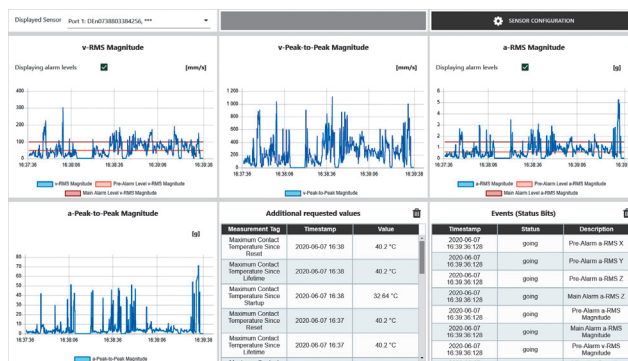 Displayed Sensor
Port 1: DEn0738803384256, ***
SENSOR CONFIGURATION
v-RMS Magnitude
Displaying alarm levels
[mm/s]
400
300
200
100
0
16:37:36
16:38:06
16:38:36
16:39:06
16:39:38
v-RMS Magnitude
Pre-Alarm Level v-RMS Magnitude
Main Alarm Level v-RMS Magnitude
v-Peak-to-Peak Magnitude
[mm/s]
1 200
1 000
800
600
400
200
0
16:37:36
16:38:06
16:38:36
16:39:06
16:39:38
v-Peak-to-Peak Magnitude
a-RMS Magnitude
Displaying alarm levels
[g]
6
5
4
3
2
1
0
16:37:36
16:38:06
16:38:36
16:39:06
16:39:38
a-RMS Magnitude
Pre-Alarm Level a-RMS Magnitude
Main Alarm Level a-RMS Magnitude
a-Peak-to-Peak Magnitude
[g]
80
70
60
50
40
30
20
10
0
16:37:36
16:38:06
16:38:36
16:39:06
16:39:38
a-Peak-to-Peak Magnitude
Additional requested values
Measurement Tag Timestamp Value
Maximum Contact
Temperature Since
Reset
2020-06-07 16:38 40.2 °C
Maximum Contact
Temperature Since
Lifetime
2020-06-07 16:38 40.2 °C
Maximum Contact
Temperature Since
Startup
2020-06-07 16:38 32.64 °C
Maximum Contact
Temperature Since
Reset
2020-06-07 16:37 40.2 °C
Maximum Contact
Temperature Since
Lifetime
2020-06-07 16:37 40.2 °C
Events (Status Bits)
Timestamp Status Description
2020-06-07
16:39:36:128
going
Pre-Alarm a-RMS X
2020-06-07
16:39:36:128
going
Pre-Alarm a-RMS Y
2020-06-07
16:39:36:128
going
Pre-Alarm a-RMS Z
2020-06-07
16:39:36:128
going
Main Alarm a-RMS Z
2020-06-07
16:39:36:128
going
Pre-Alarm a-RMS
Magnitude
2020-06-07
16:39:36:128
going
Main Alarm a-RMS
Magnitude
2020-06-07
16:39:36:128
going
Pre-Alarm v-RMS
Magnitude